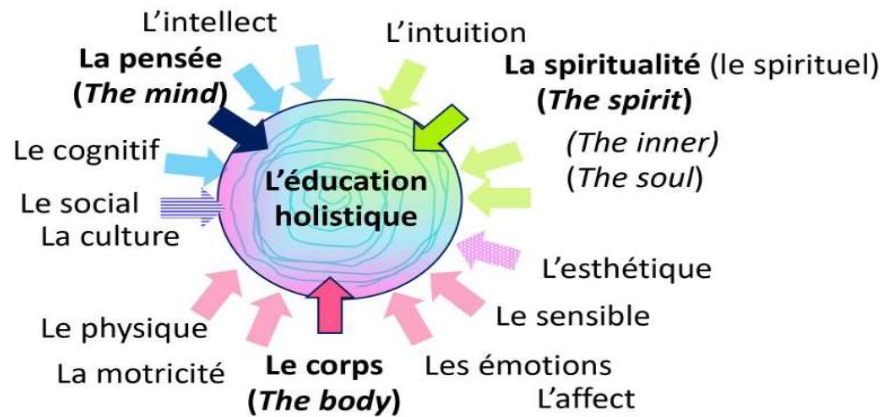 L'intellect
La pensée
(The mind)
Le cognitif
Le social
La culture
Le physique
La motricité
Le corps
(The body)
Les émotions
L'affect
Le sensible
L'esthétique
L'intuition
La spiritualité (le spirituel)
(The spirit)
(The inner)
(The soul)
L'éducation
holistique